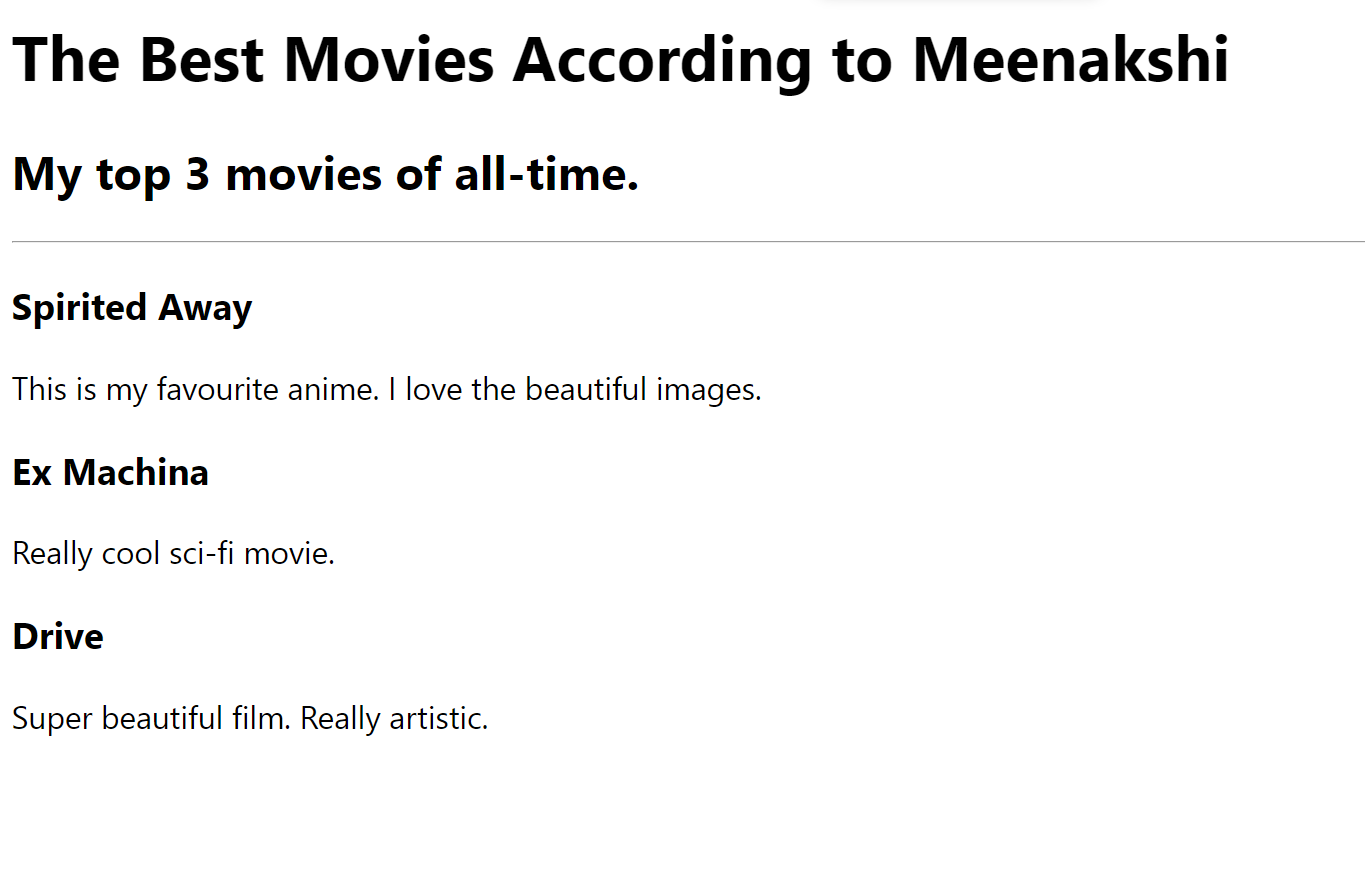 The Best Movies According to Meenakshi
My top 3 movies of all-time.
Spirited Away
This is my favourite anime. I love the beautiful images.
Ex Machina
Really cool sci-fi movie.
Drive
Super beautiful film. Really artistic.